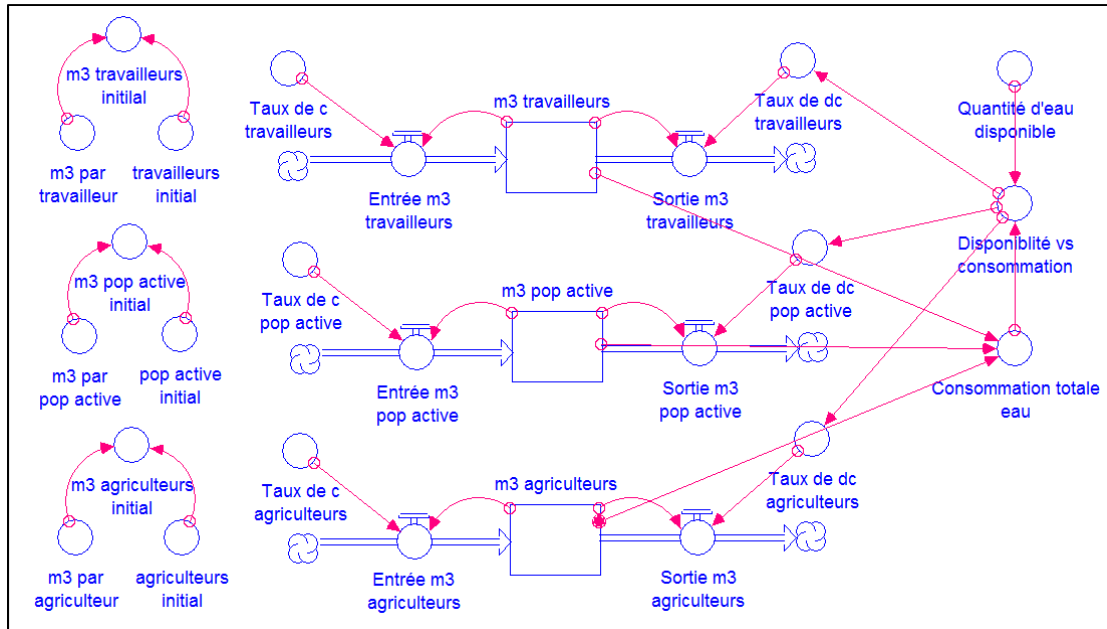 m3 travailleurs
initilal
m3 par
travailleur
travailleurs
initial
Taux de c
travailleurs
m3 travailleurs
Taux de dc
travailleurs
Quantité d'eau
disponible
Entrée m3
travailleurs
Sortie m3
travailleurs
Disponiblité vs
consommation
m3 pop active
initial
m3 par
pop active
pop active
initial
Taux de c
pop active
m3 pop active
Taux de dc
pop active
Entrée m3
pop active
Sortie m3
pop active
Consommation totale
eau
m3 agriculteurs
initial
m3 par
agriculteur
agriculteurs
initial
Taux de c
agriculteurs
m3 agriculteurs
Taux de dc
agriculteurs
Entrée m3
agriculteurs
Sortie m3
agriculteurs